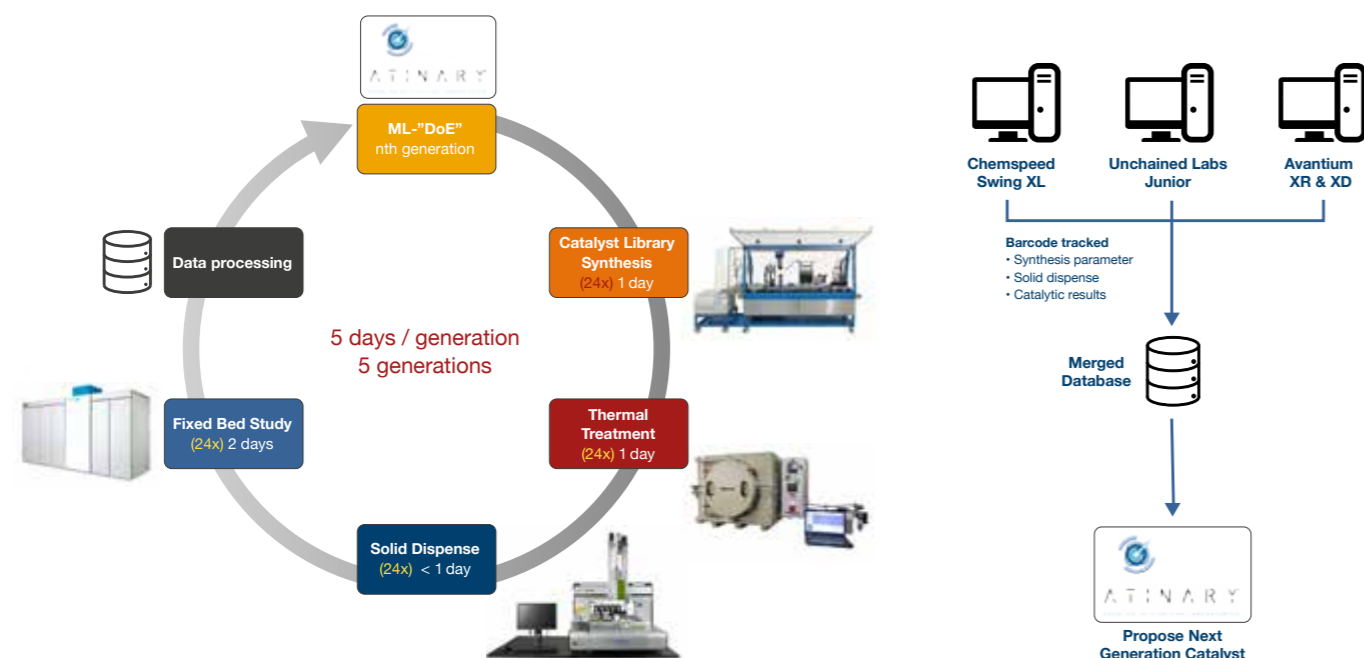 ATINARY
ML-”DoE”
nth generation
Catalyst Library
Synthesis
(24x) 1 day
Thermal
Treatment
(24x) 1 day
Solid Dispense
(24x) < 1 day
Fixed Bed Study
(24x) 2 days
Data processing
5 days / generation
5 generations
Chemspeed
Swing XL
Unchained Labs
Junior
Avantium
XR & XD
Barcode tracked
• Synthesis parameter
• Solid dispense
• Catalytic results
Merged
Database
ATINARY
Propose Next
Generation Catalyst